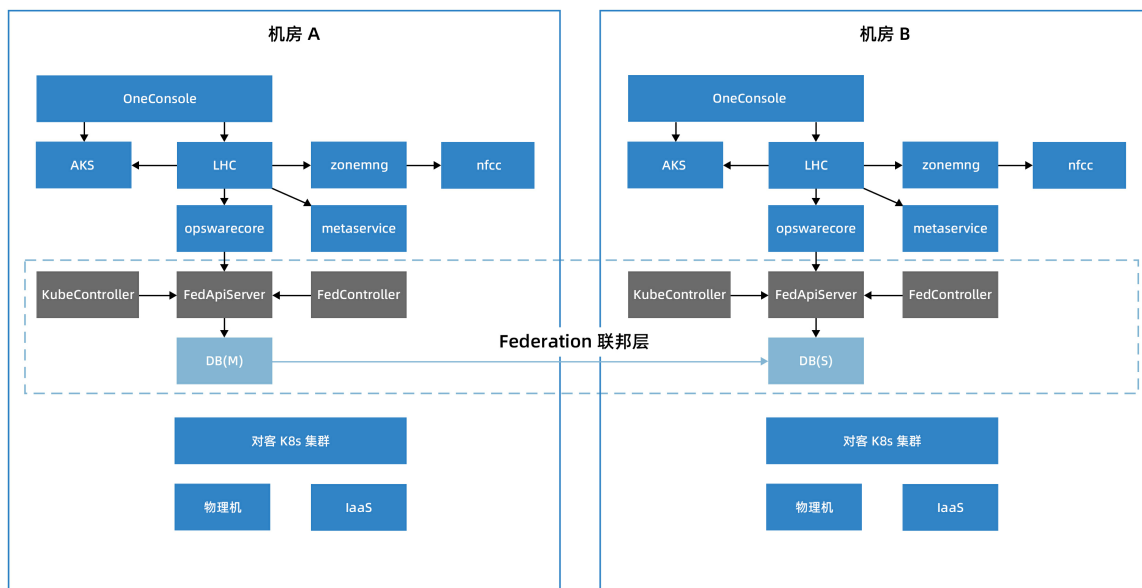 机房 A
OneConsole
AKS
LHC
zonemng
nfcc
opswarecore
metaservice
KubeController
FedApiServer
FedController
DB(M)
对客 K8s 集群
物理机
IaaS
Federation 联邦层
机房 B
OneConsole
AKS
LHC
zonemng
nfcc
opswarecore
metaservice
KubeController
FedApiServer
FedController
DB(S)
对客 K8s 集群
物理机
IaaS